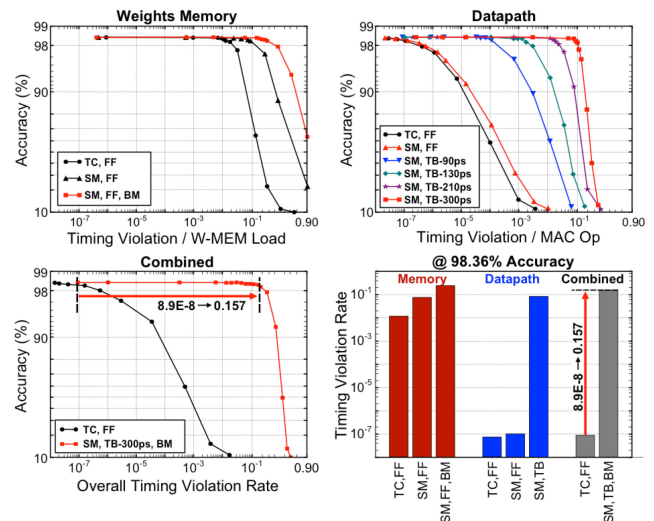 Weights Memory
Accuracy (%)
99
98
90
10
TC, FF
SM, FF
SM, FF, BM
10-7
10-5
10-3
10-1
0.90
Timing Violation / W-MEM Load
Datapath
Accuracy (%)
99
98
90
10
TC, FF
SM, FF
SM, TB-90ps
SM, TB-130ps
SM, TB-210ps
SM, TB-300ps
10-7
10-5
10-3
10-1
0.90
Timing Violation / MAC Op
Combined
Accuracy (%)
99
98
90
10
8.9E-8→0.157
TC, FF
SM, TB-300ps, BM
10-7
10-5
10-3
10-1
0.90
Overall Timing Violation Rate
@ 98.36% Accuracy
Timing Violation Rate
10-1
10-3
10-5
10-7
Memory
Datapath
Combined
8.9E-8→0.157
TC,FF
SM,FF
SM,FF,BM
TC,FF
SM,FF
SM,TB
TC,FF
SM,TB,BM